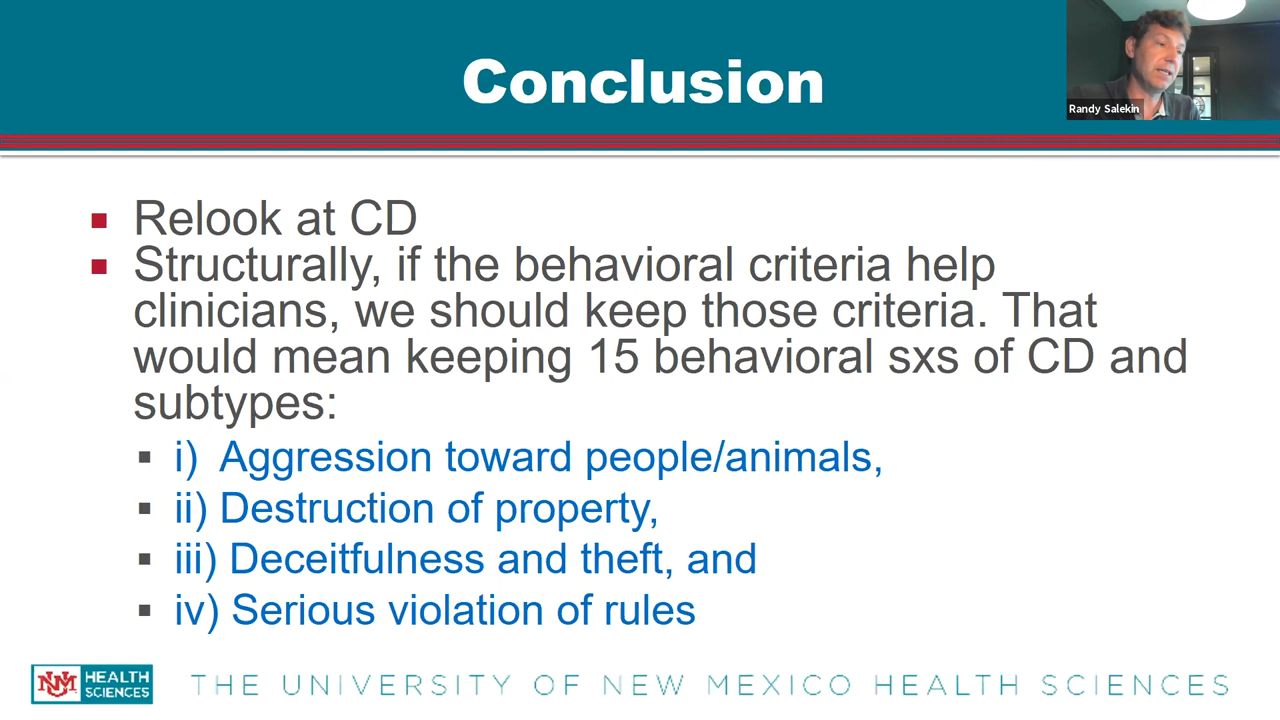 Conclusion
Randy Salekin
Relook at CD
Structurally, if the behavioral criteria help
clinicians, we should keep those criteria. That
would mean keeping 15 behavioral sxs of CD and
subtypes:
i) Aggression toward people/animals,
ii) Destruction of property,
iii) Deceitfulness and theft, and
iv) Serious violation of rules
UNM HEALTH
SCIENCES
THE UNIVERSITY OF NEW MEXICO HEALTH SCIENCES